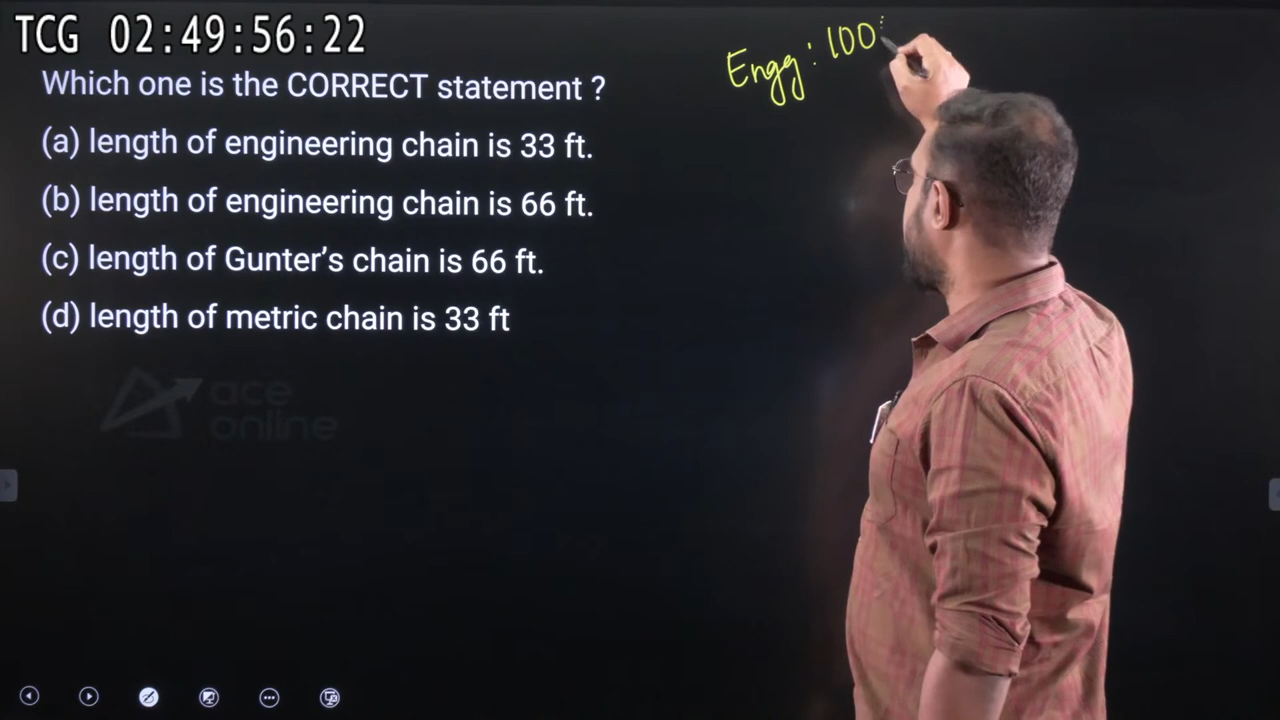 TCG 02:49:56:22
Engg: 100
Which one is the CORRECT statement ?
(a) length of engineering chain is 33 ft.
(b) length of engineering chain is 66 ft.
(c) length of Gunter’s chain is 66 ft.
(d) length of metric chain is 33 ft
ace
online